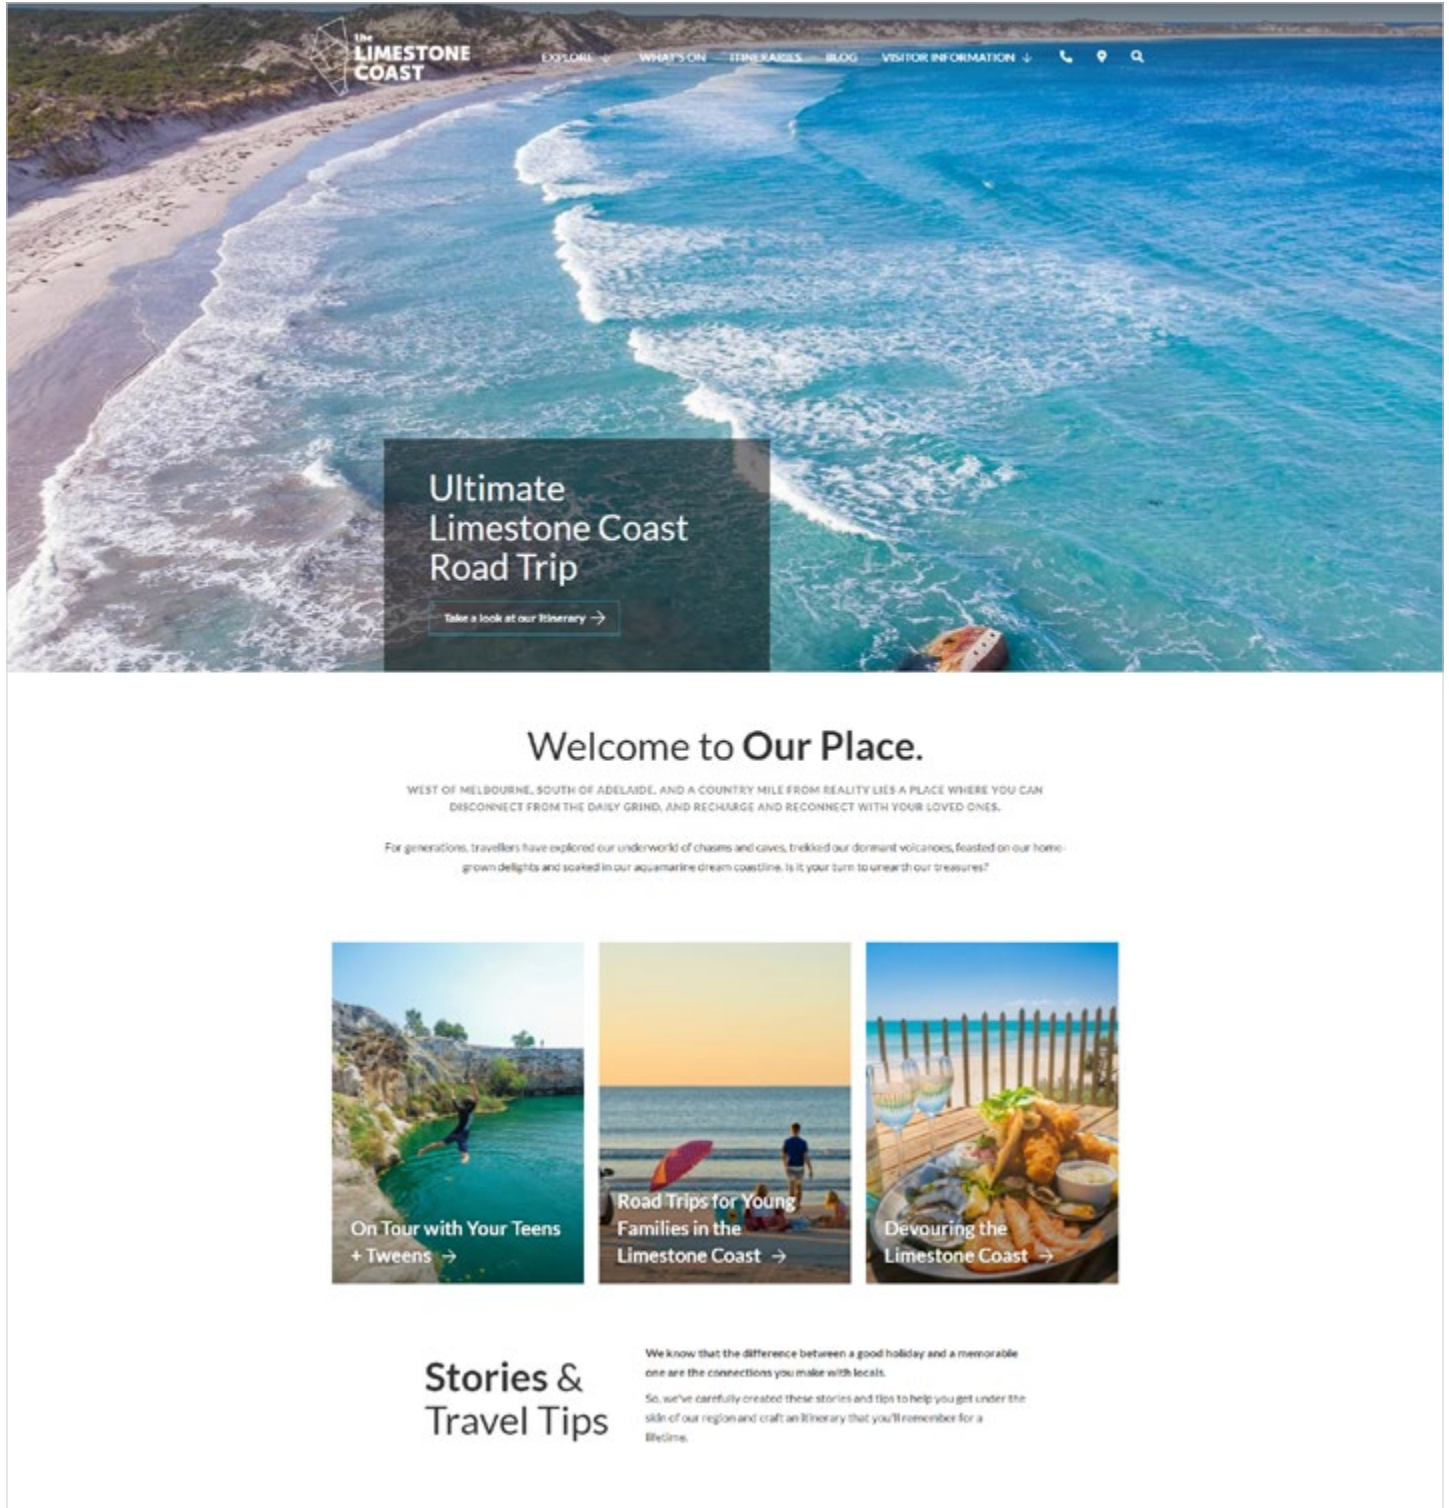 the
LIMESTONE
COAST
EXPLORE ↓ WHAT'S ON ITINERARIES BLOG VISITOR INFORMATION ↓
Ultimate
Limestone Coast
Road Trip
Take a look at our Itinerary →
Welcome to Our Place.
WEST OF MELBOURNE, SOUTH OF ADELAIDE, AND A COUNTRY MILE FROM REALITY LIES A PLACE WHERE YOU CAN
DISCONNECT FROM THE DAILY GRIND, AND RECHARGE AND RECONNECT WITH YOUR LOVED ONES.
For generations, travellers have explored our underworld of chasms and caves, trekked our dormant volcanoes, feasted on our home-
grown delights and soaked in our aquamarine dream coastline. Is it your turn to unearth our treasures?
On Tour with Your Teens
+ Tweens →
Road Trips for Young
Families in the
Limestone Coast →
Devouring the
Limestone Coast →
Stories &
Travel Tips
We know that the difference between a good holiday and a memorable
one are the connections you make with locals.
So, we've carefully created these stories and tips to help you get under the
skin of our region and craft an itinerary that you'll remember for a
lifetime.